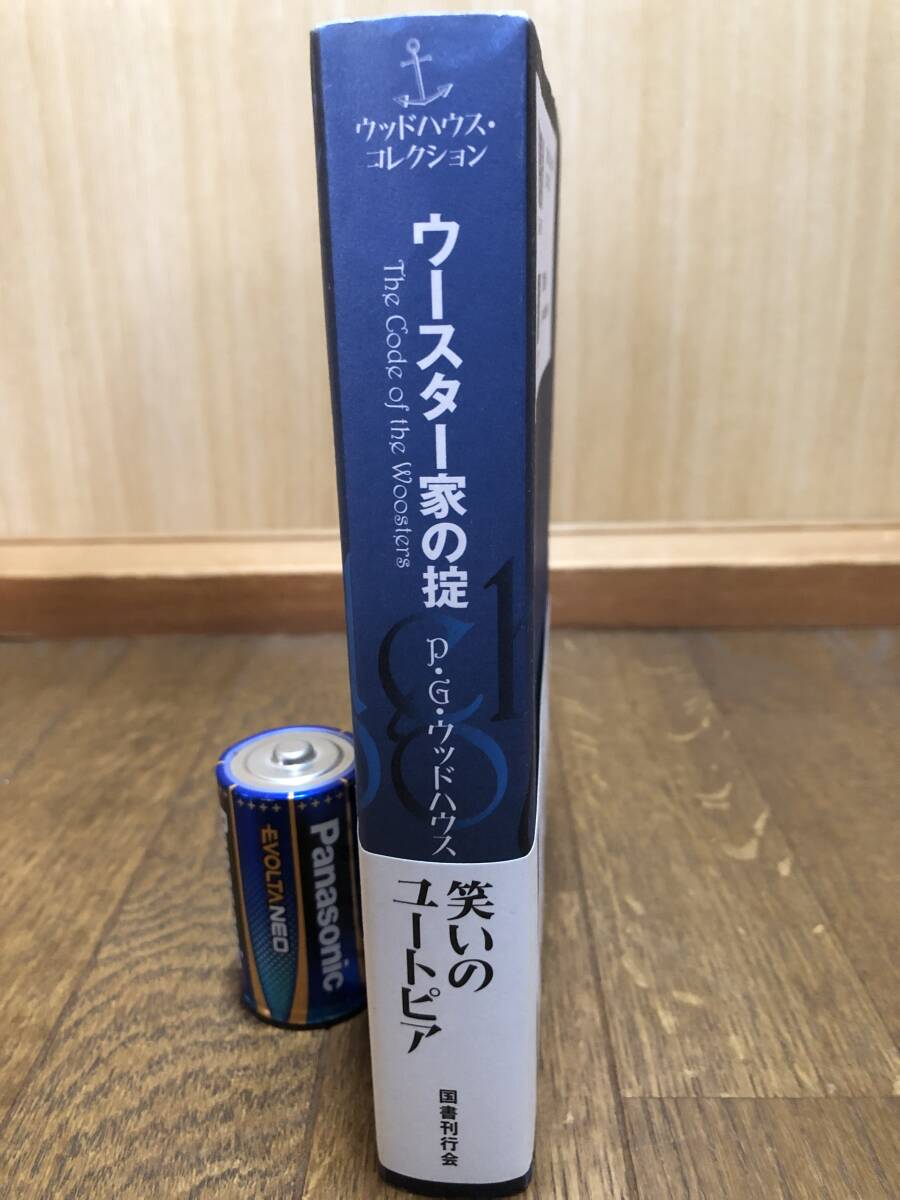 ウッドハウス・
コレクション
ウースター家の掟
The Code of the Woosters
P・G・ウッドハウス
笑いの
ユートピア
国書刊行会
Panasonic
EVOLTA NEO